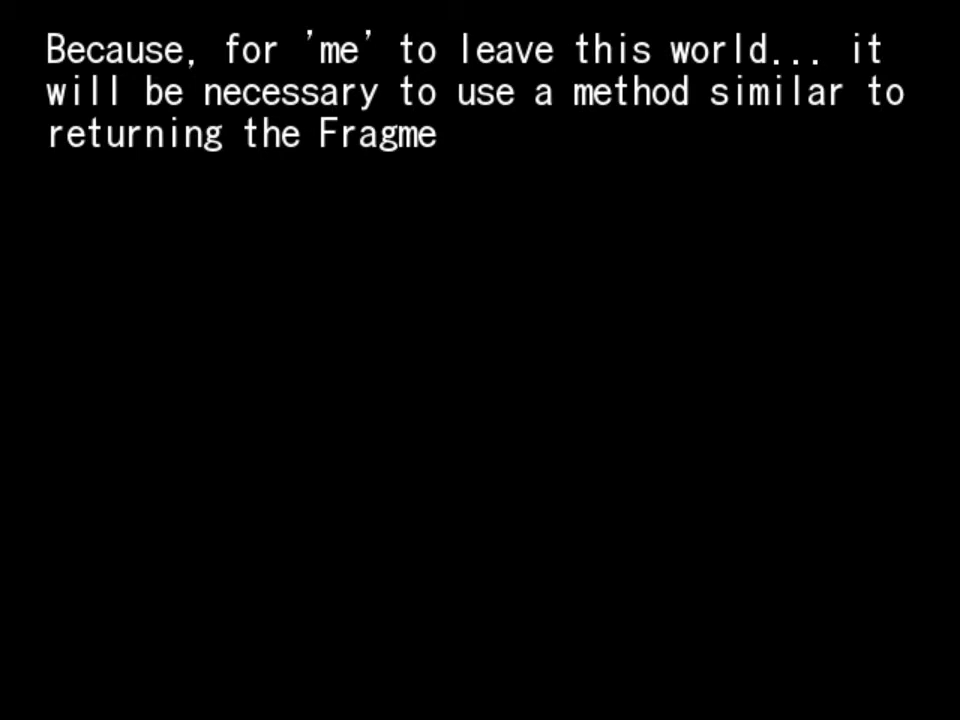 Because, for 'me' to leave this world... it
will be necessary to use a method similar to
returning the Fragme